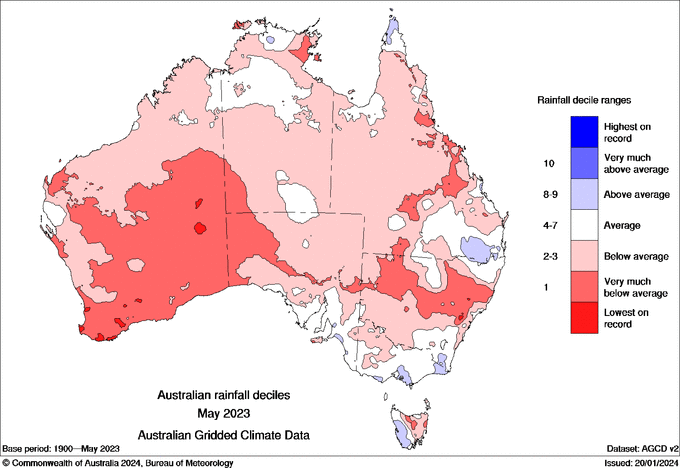 Rainfall decile ranges
Highest on
record
10
Very much
above average
8-9
Above average
4-7
Average
2-3
Below average
1
Very much
below average
Lowest on
record
Australian rainfall deciles
May 2023
Australian Gridded Climate Data
Base period: 1900—May 2023
Dataset: AGCD v2
© Commonwealth of Australia 2024, Bureau of Meteorology
Issued: 20/01/2024